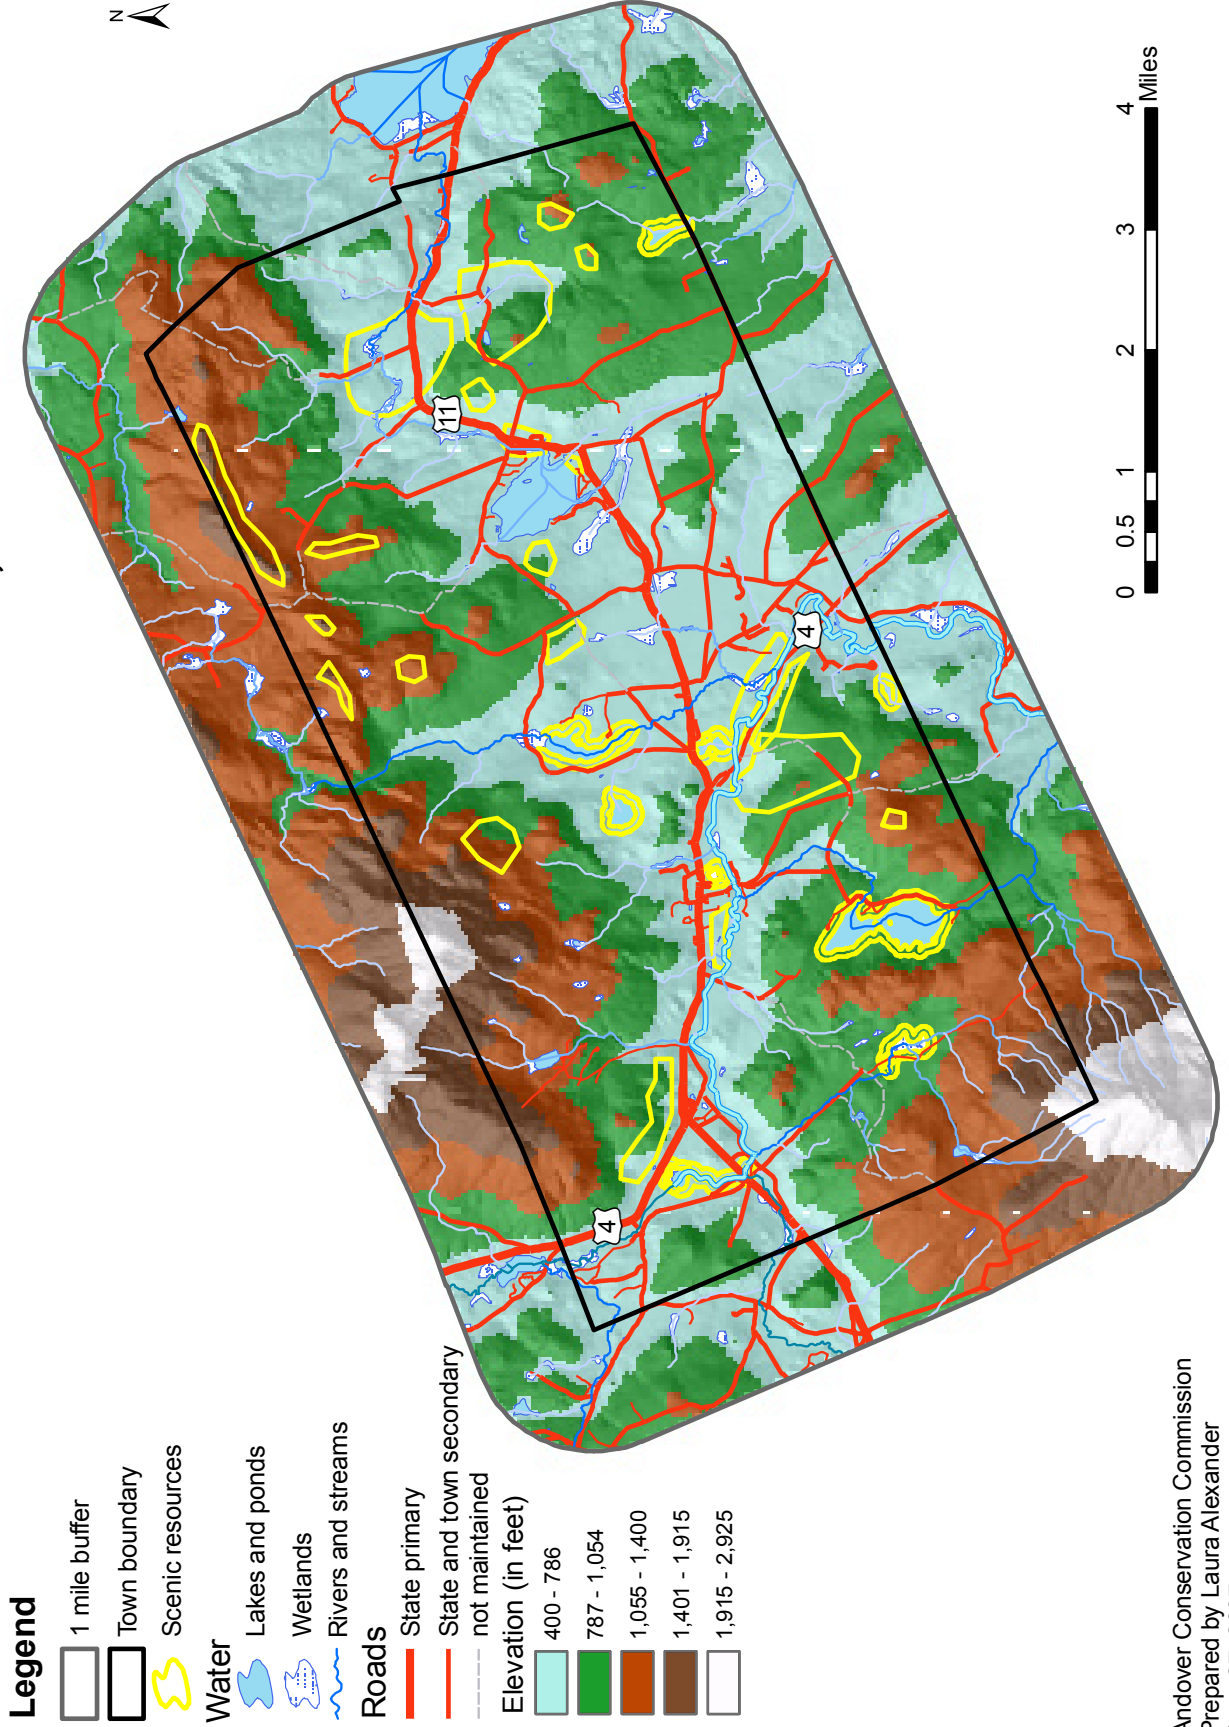 N
Legend
1 mile buffer
Town boundary
Scenic resources
Water
Lakes and ponds
Wetlands
Rivers and streams
Roads
State primary
State and town secondary
not maintained
Elevation (in feet)
400 - 786
787 - 1,054
1,055 - 1,400
1,401 - 1,915
1,915 - 2,925
4
4
11
0 0.5 1 2 3 4
Miles
Andover Conservation Commission
Prepared by Laura Alexander